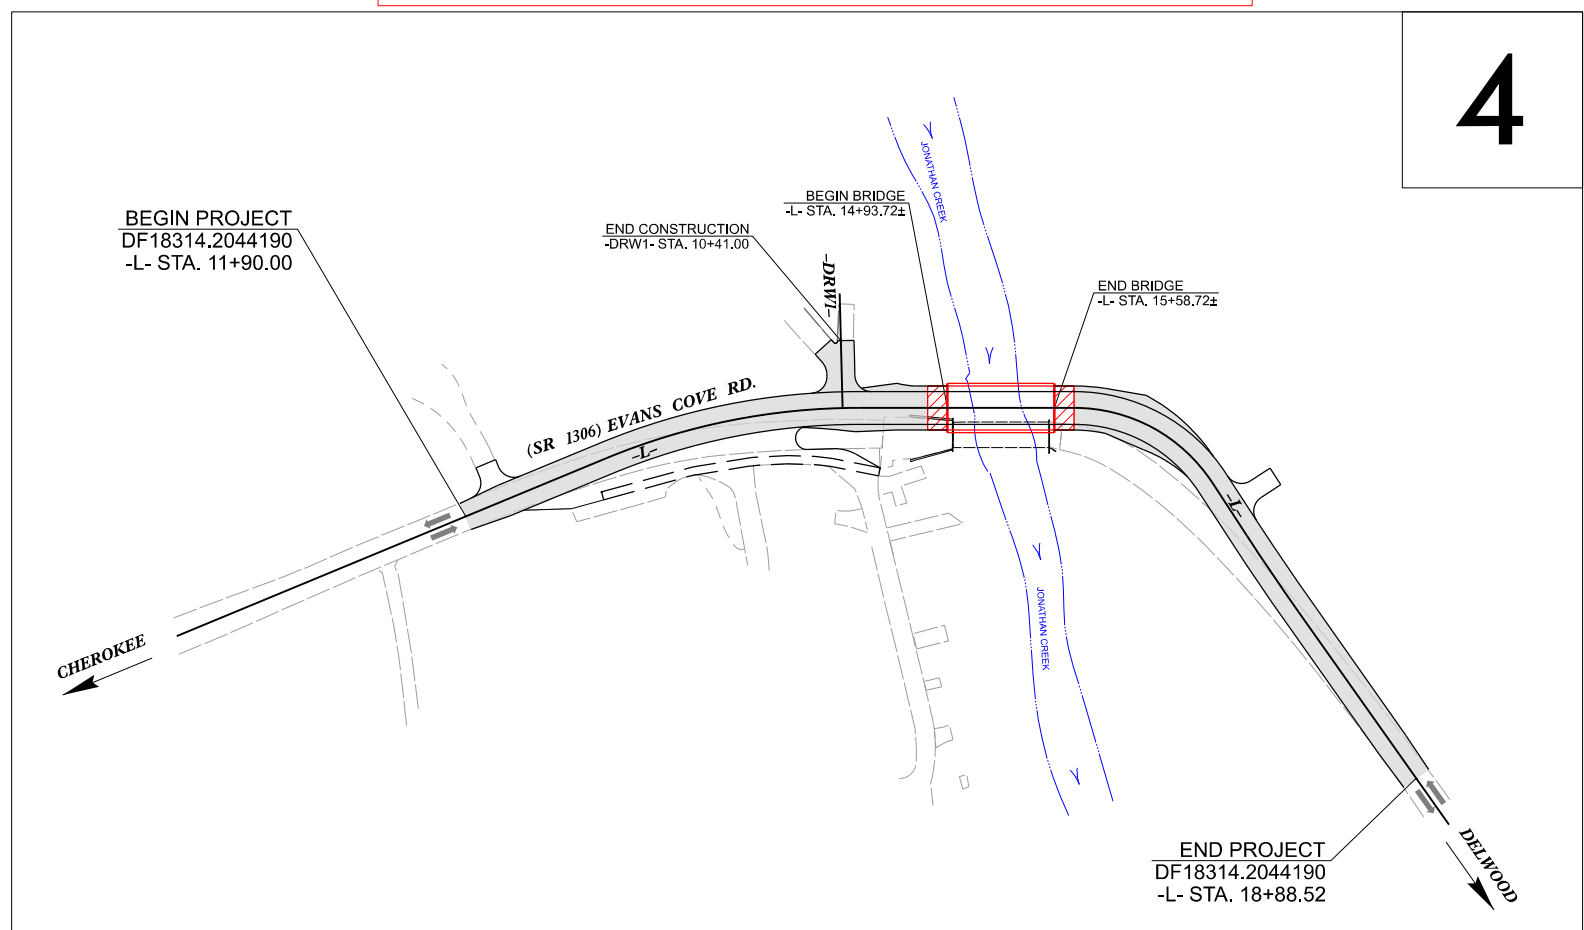 4
BEGIN PROJECT
DF18314.2044190
-L- STA. 11+90.00
END CONSTRUCTION
-DRW1- STA. 10+41.00
BEGIN BRIDGE
-L- STA. 14+93.72±
JONATHAN CREEK
-DRW1-
END BRIDGE
-L- STA. 15+58.72±
(SR 1306) EVANS COVE RD.
-L-
-L-
JONATHAN CREEK
CHEROKEE
DELWOOD
END PROJECT
DF18314.2044190
-L- STA. 18+88.52